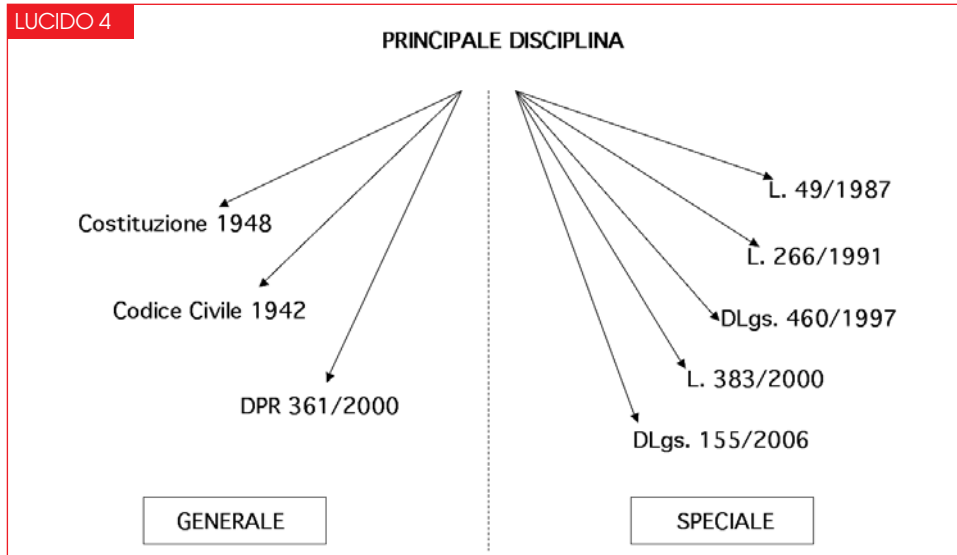 LUCIDO 4
PRINCIPALE DISCIPLINA
Costituzione 1948
Codice Civile 1942
DPR 361/2000
GENERALE
L. 49/1987
L. 266/1991
DLgs. 460/1997
L. 383/2000
DLgs. 155/2006
SPECIALE